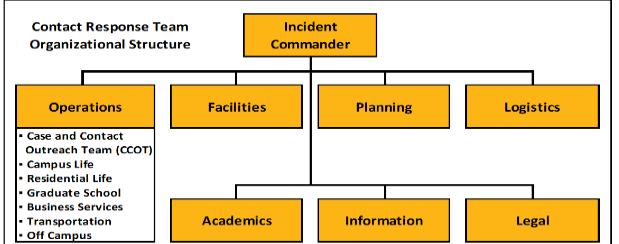 Contact Response Team
Organizational Structure
Incident
Commander
Operations
Facilities
Planning
Logistics
▪ Case and Contact
Outreach Team (CCOT)
▪ Campus Life
▪ Residential Life
▪ Graduate School
▪ Business Services
▪ Transportation
▪ Off Campus
Academics
Information
Legal